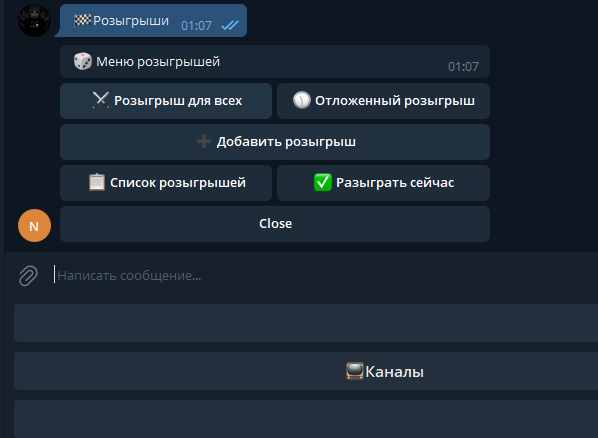 🏁Розыгрыши 01:07
🎲 Меню розыгрышей 01:07
⚔ Розыгрыш для всех
🕦 Отложенный розыгрыш
➕ Добавить розыгрыш
📋 Список розыгрышей
✅ Разыграть сейчас
N
Close
Написать сообщение...
📺Каналы